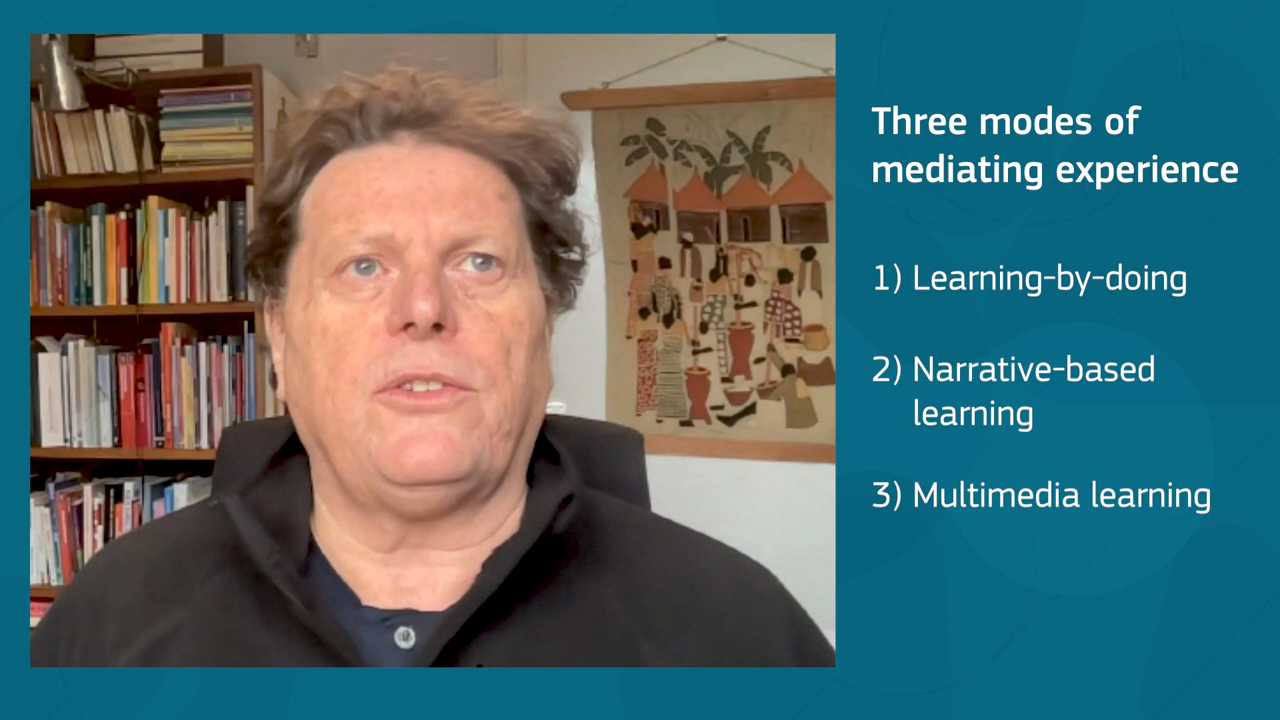 Three modes of
mediating experience
1) Learning-by-doing
2) Narrative-based
learning
3) Multimedia learning